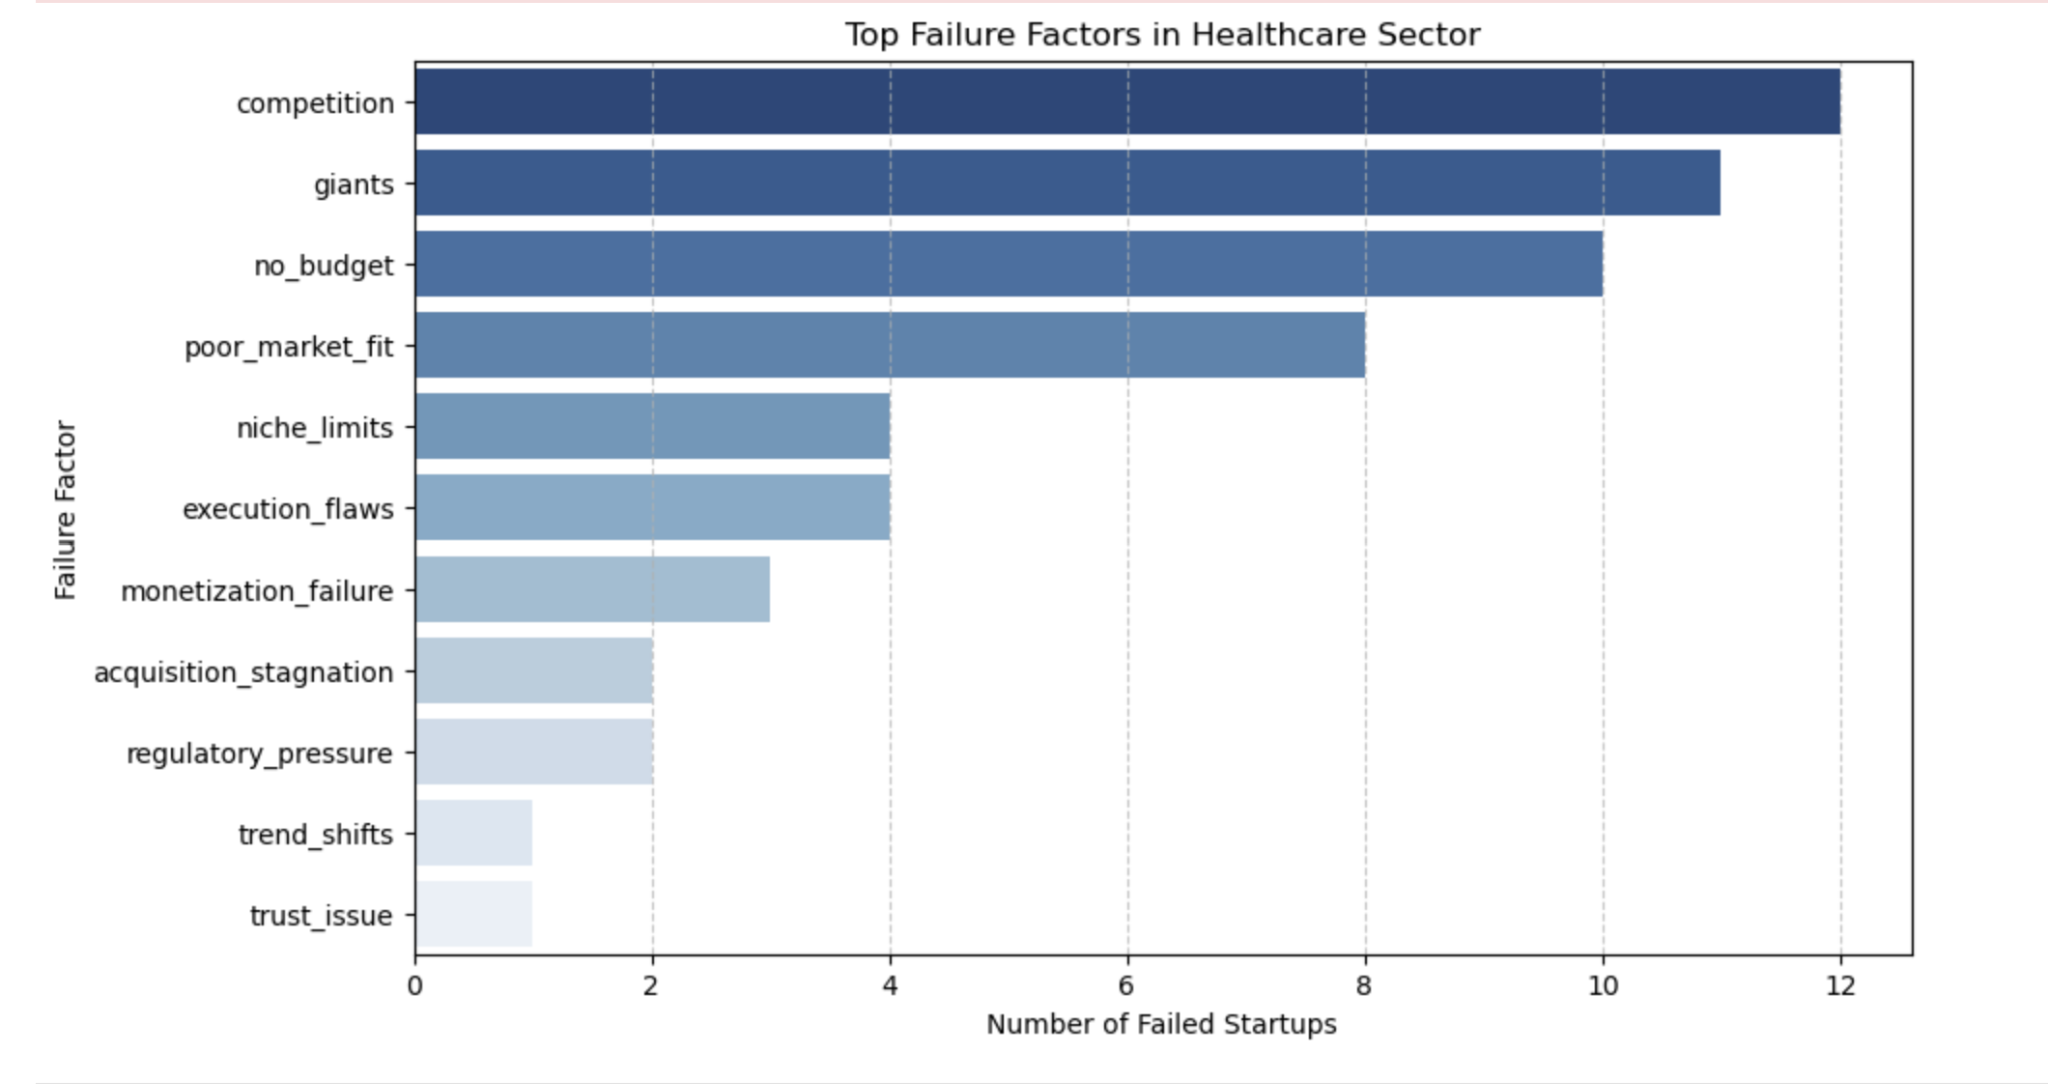 Top Failure Factors in Healthcare Sector
competition
giants
no_budget
poor_market_fit
niche_limits
execution_flaws
monetization_failure
acquisition_stagnation
regulatory_pressure
trend_shifts
trust_issue
Failure Factor
0 2 4 6 8 10 12
Number of Failed Startups